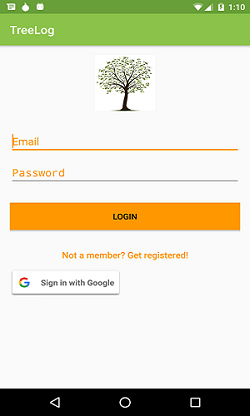 1:10
TreeLog
Email
Password
LOGIN
Not a member? Get registered!
Sign in with Google